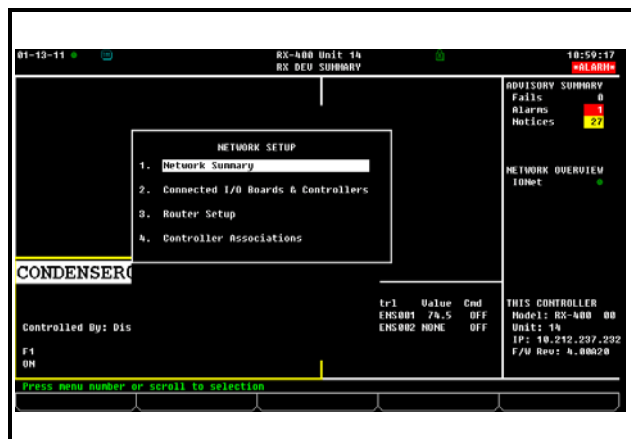 01-13-11
RX-400 Unit 14
10:59:17
RX DEV SUMMARY
*ALARM*
ADVISORY SUMMARY
Fails 0
Alarms 1
Notices 27
NETWORK SETUP
1. Network Summary
2. Connected I/O Boards & Controllers
3. Router Setup
4. Controller Associations
NETWORK OVERVIEW
IONet
CONDENSER
trl Value Cmd
ENS001 74.5 OFF
ENS002 NONE OFF
Controlled By: Dis
F1
ON
THIS CONTROLLER
Model: RX-400 00
Unit: 14
IP: 10.212.237.232
F/W Rev: 4.00A20
Press menu number or scroll to selection